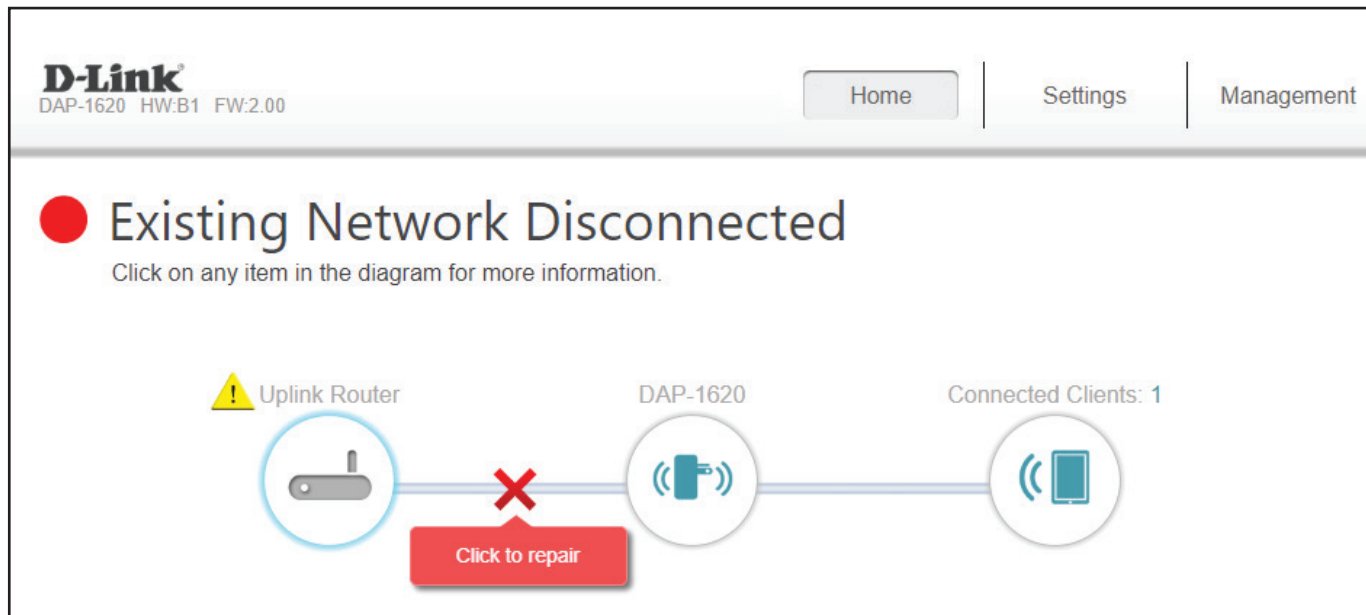 D-Link
DAP-1620 HW:B1 FW:2.00
Home
Settings
Management
Existing Network Disconnected
Click on any item in the diagram for more information.
! Uplink Router
DAP-1620
Connected Clients: 1
Click to repair